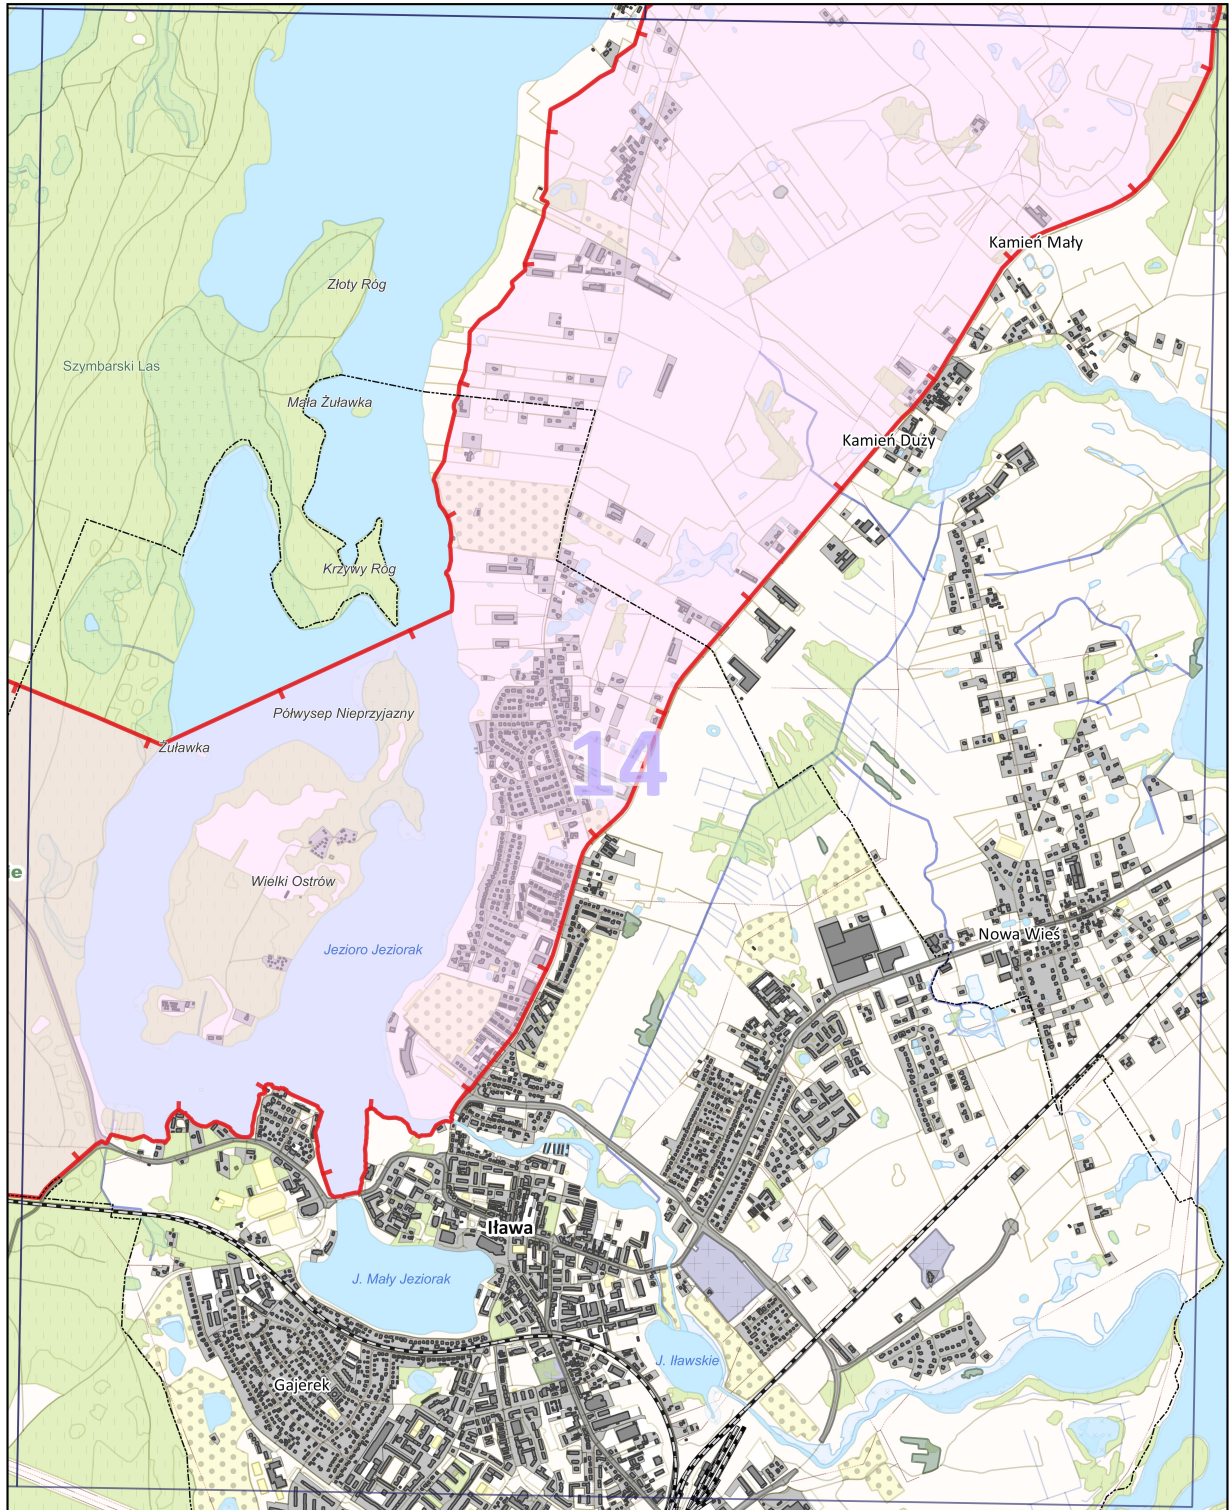 Kamień Mały
Złoty Róg
Szymbarski Las
Mała Żuławka
Kamień Duży
Krzywy Róg
Półwysep Nieprzyjazny
Żuławka
14
ie
Wielki Ostrów
Nowa Wieś
Jezioro Jeziorak
Iława
J. Mały Jeziorak
J. Iławskie
Gajerek